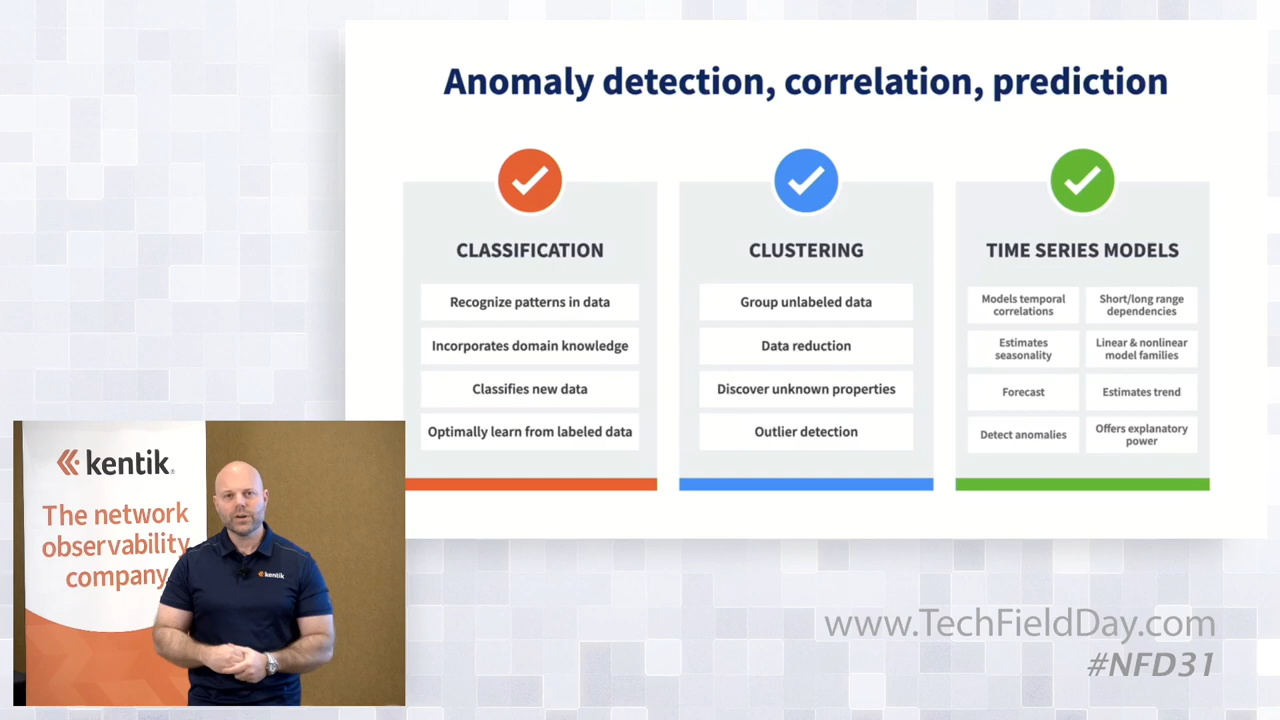 Anomaly detection, correlation, prediction
CLASSIFICATION
Recognize patterns in data
Incorporates domain knowledge
Classifies new data
Optimally learn from labeled data
CLUSTERING
Group unlabeled data
Data reduction
Discover unknown properties
Outlier detection
TIME SERIES MODELS
Models temporal
correlations
Short/long range
dependencies
Estimates
seasonality
Linear & nonlinear
model families
Forecast
Estimates trend
Detect anomalies
Offers explanatory
power
kentik
The network
observability
company.
kentik
www.TechFieldDay.com
#NFD31